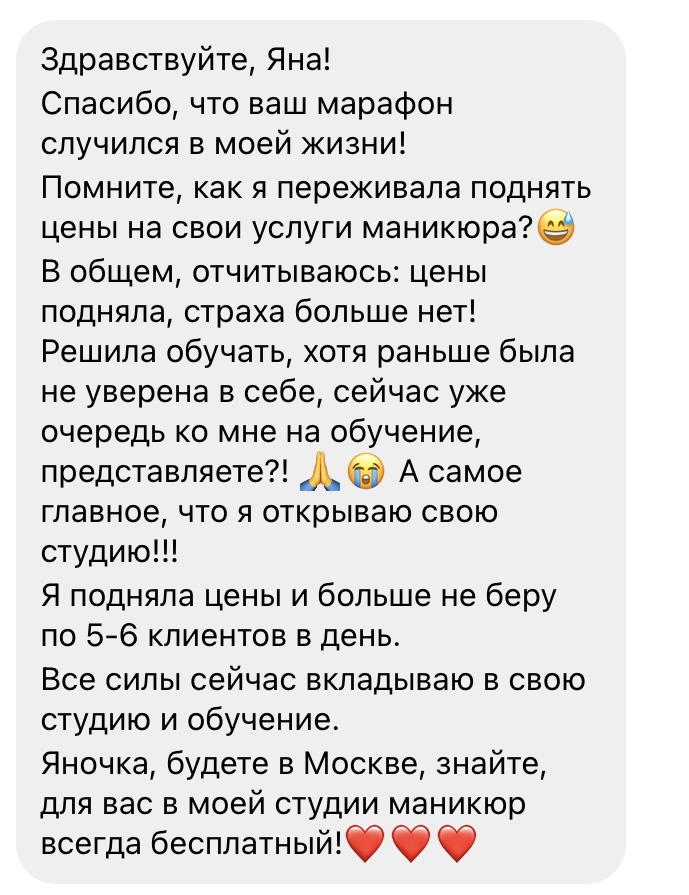 Здравствуйте, Яна!
Спасибо, что ваш марафон
случился в моей жизни!
Помните, как я переживала поднять
цены на свои услуги маникюра?😅
В общем, отчитываюсь: цены
подняла, страха больше нет!
Решила обучать, хотя раньше была
не уверена в себе, сейчас уже
очередь ко мне на обучение,
представляете?! 🙏😭 А самое
главное, что я открываю свою
студию!!!
Я подняла цены и больше не беру
по 5-6 клиентов в день.
Все силы сейчас вкладываю в свою
студию и обучение.
Яночка, будете в Москве, знайте,
для вас в моей студии маникюр
всегда бесплатный!❤️❤️❤️